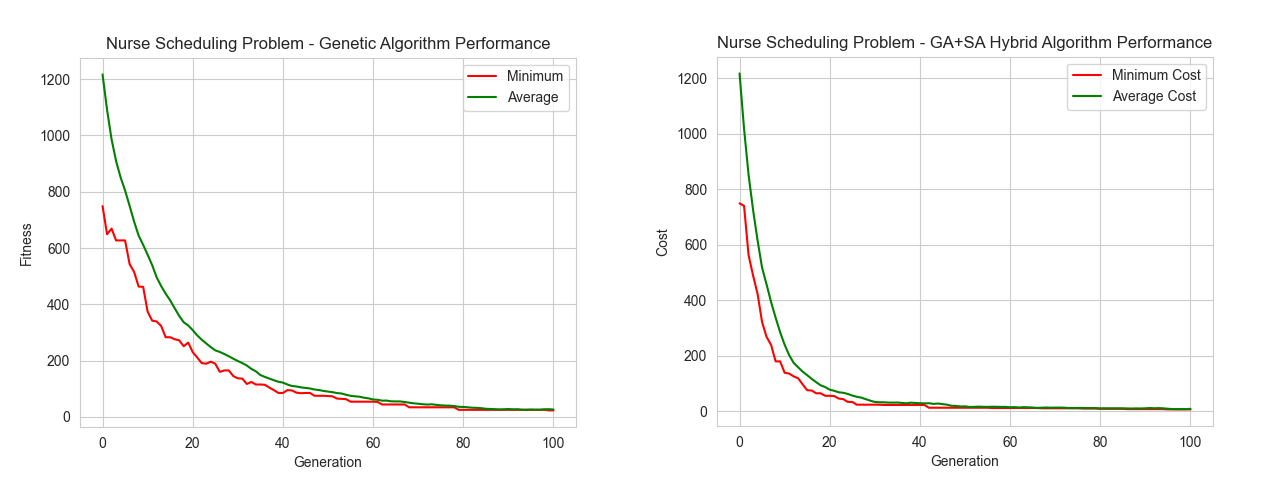 Nurse Scheduling Problem - Genetic Algorithm Performance
Minimum
Average
1200
1000
800
600
400
200
0
Fitness
0 20 40 60 80 100
Generation
Nurse Scheduling Problem - GA+SA Hybrid Algorithm Performance
Minimum Cost
Average Cost
1200
1000
800
600
400
200
0
Cost
0 20 40 60 80 100
Generation